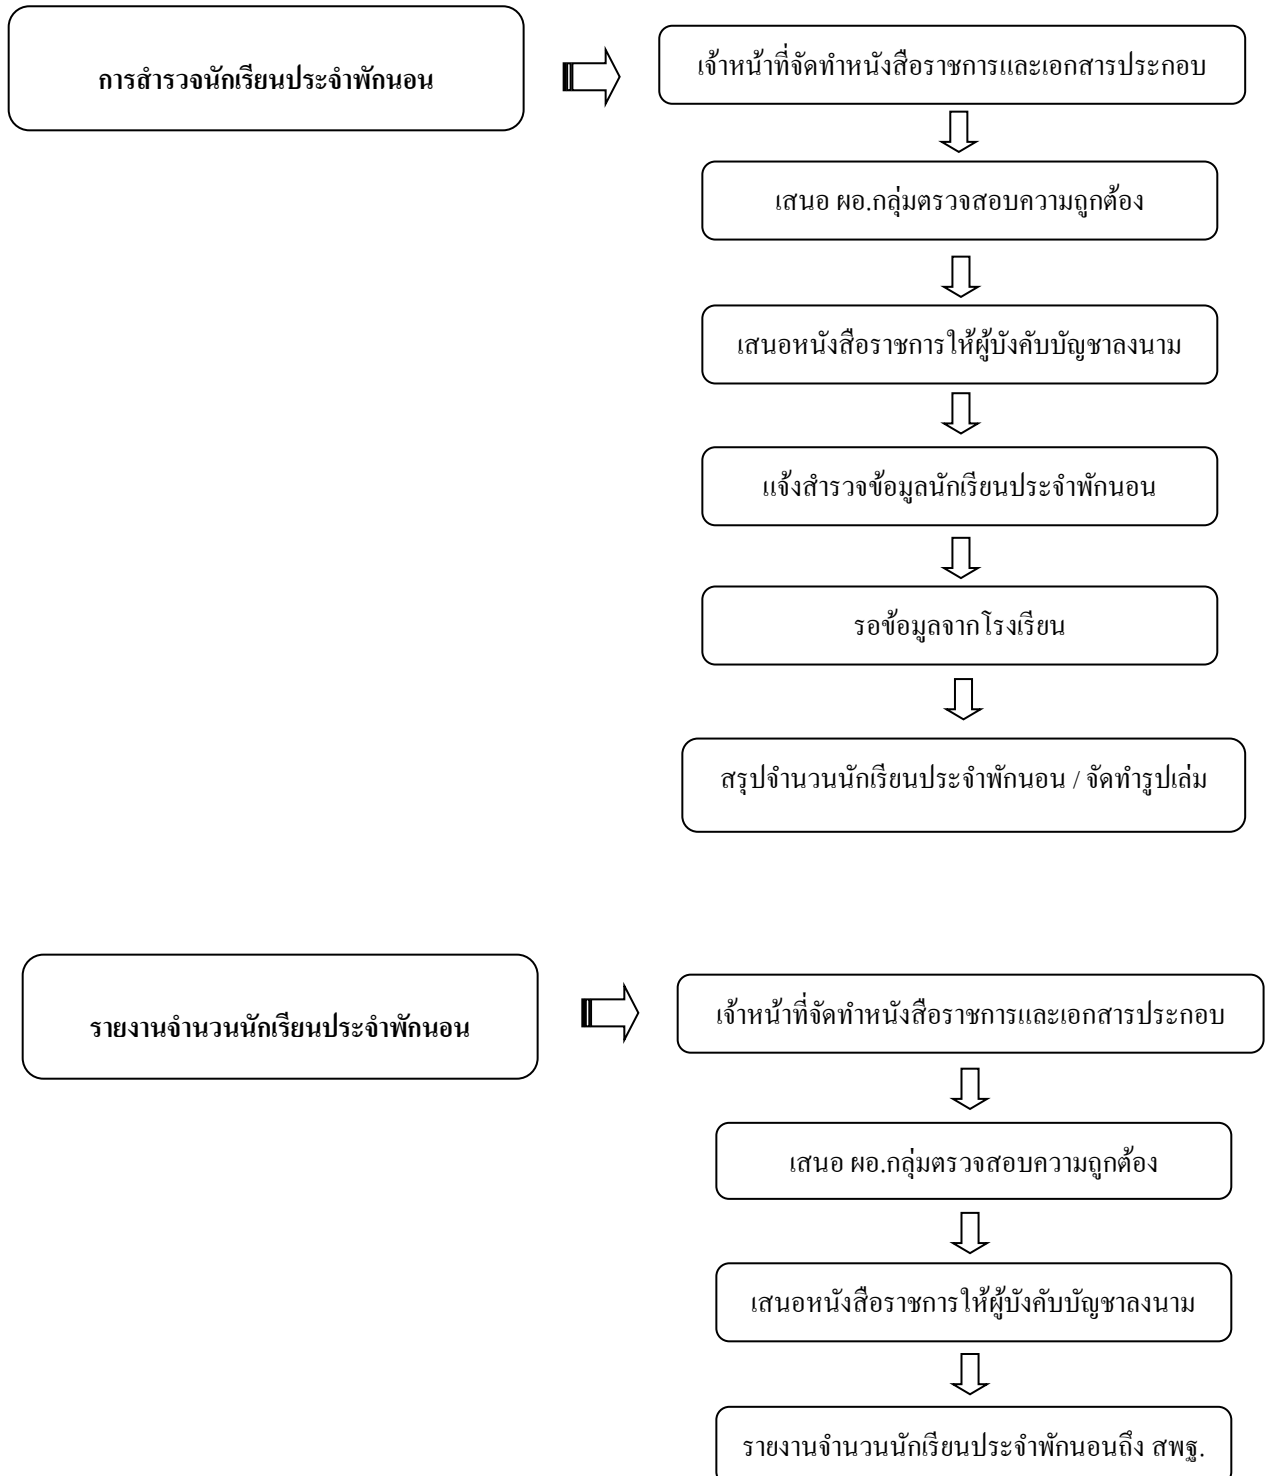 การสำรวจนักเรียนประจำพักนอน
เจ้าหน้าที่จัดทำหนังสือราชการและเอกสารประกอบ
เสนอ ผอ.กลุ่มตรวจสอบความถูกต้อง
เสนอหนังสือราชการให้ผู้บังคับบัญชาลงนาม
แจ้งสำรวจข้อมูลนักเรียนประจำพักนอน
รอข้อมูลจากโรงเรียน
สรุปจำนวนนักเรียนประจำพักนอน / จัดทำรูปเล่ม
รายงานจำนวนนักเรียนประจำพักนอน
เจ้าหน้าที่จัดทำหนังสือราชการและเอกสารประกอบ
เสนอ ผอ.กลุ่มตรวจสอบความถูกต้อง
เสนอหนังสือราชการให้ผู้บังคับบัญชาลงนาม
รายงานจำนวนนักเรียนประจำพักนอนถึง สพฐ.